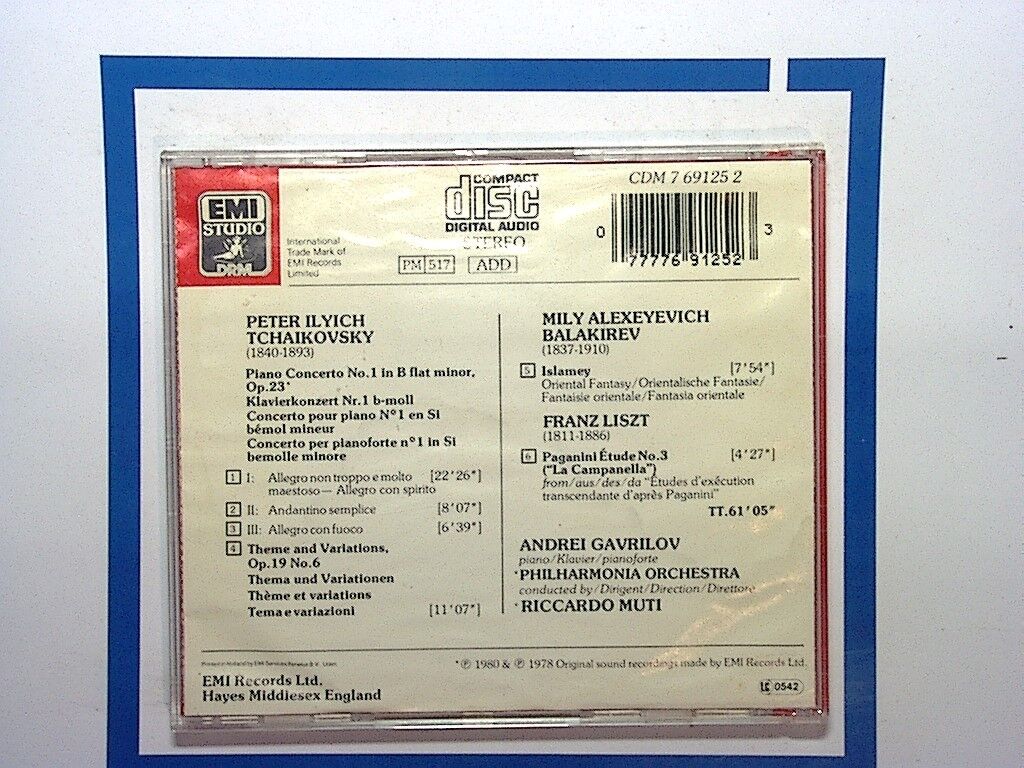 EMI
STUDIO
DRM
International
Trade Mark of
EMI Records
Limited
COMPACT
disc
DIGITAL AUDIO
STEREO
PM 517 ADD
CDM 7 69125 2
0 77776 91252 3
PETER ILYICH
TCHAIKOVSKY
(1840-1893)
Piano Concerto No.1 in B flat minor,
Op.23*
Klavierkonzert Nr.1 b-moll
Concerto pour piano N° 1 en Si
bémol mineur
Concerto per pianoforte n° 1 in Si
bemolle minore
1 I: Allegro non troppo e molto [22'26"]
maestoso— Allegro con spirito
2 II: Andantino semplice [8'07"]
3 III: Allegro con fuoco [6'39"]
4 Theme and Variations,
Op.19 No.6
Thema und Variationen
Thème et variations
Tema e variazioni [11'07"]
MILY ALEXEYEVICH
BALAKIREV
(1837-1910)
5 Islamey [7'54"]
Oriental Fantasy/Orientalische Fantasie/
Fantaisie orientale/Fantasia orientale
FRANZ LISZT
(1811-1886)
6 Paganini Étude No.3 [4'27"]
("La Campanella")
from/aus/des/da "Études d'exécution
transcendante d'après Paganini"
TT.61'05"
ANDREI GAVRILOV
piano/Klavier/pianoforte
*PHILHARMONIA ORCHESTRA
conducted by/Dirigent/Direction/Direttore
*RICCARDO MUTI
Printed in Holland by EMI Services Benelux B.V. Uden
*℗ 1980 & ℗ 1978 Original sound recordings made by EMI Records Ltd.
EMI Records Ltd.
Hayes Middlesex England
LC 0542